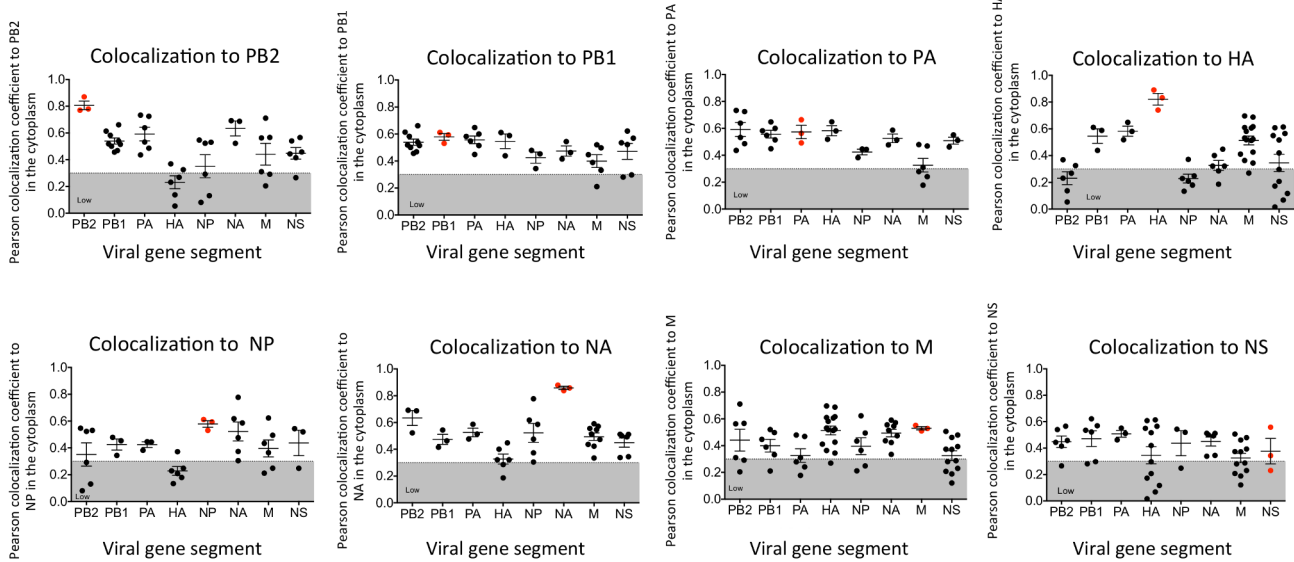 Colocalization to PB2
Pearson colocalization coefficient to PB2
in the cytoplasm
1.0
0.8
0.6
0.4
0.2
0.0
Low
PB2 PB1 PA HA NP NA M NS
Viral gene segment
Colocalization to PB1
Pearson colocalization coefficient to PB1
in the cytoplasm
1.0
0.8
0.6
0.4
0.2
0.0
Low
PB2 PB1 PA HA NP NA M NS
Viral gene segment
Colocalization to PA
Pearson colocalization coefficient to PA
in the cytoplasm
1.0
0.8
0.6
0.4
0.2
0.0
Low
PB2 PB1 PA HA NP NA M NS
Viral gene segment
Colocalization to HA
Pearson colocalization coefficient to HA
in the cytoplasm
1.0
0.8
0.6
0.4
0.2
0.0
Low
PB2 PB1 PA HA NP NA M NS
Viral gene segment
Colocalization to NP
Pearson colocalization coefficient to
NP in the cytoplasm
1.0
0.8
0.6
0.4
0.2
0.0
Low
PB2 PB1 PA HA NP NA M NS
Viral gene segment
Colocalization to NA
Pearson colocalization coefficient to
NA in the cytoplasm
1.0
0.8
0.6
0.4
0.2
0.0
Low
PB2 PB1 PA HA NP NA M NS
Viral gene segment
Colocalization to M
Pearson colocalization coefficient to M
in the cytoplasm
1.0
0.8
0.6
0.4
0.2
0.0
Low
PB2 PB1 PA HA NP NA M NS
Viral gene segment
Colocalization to NS
Pearson colocalization coefficient to NS
in the cytoplasm
1.0
0.8
0.6
0.4
0.2
0.0
Low
PB2 PB1 PA HA NP NA M NS
Viral gene segment